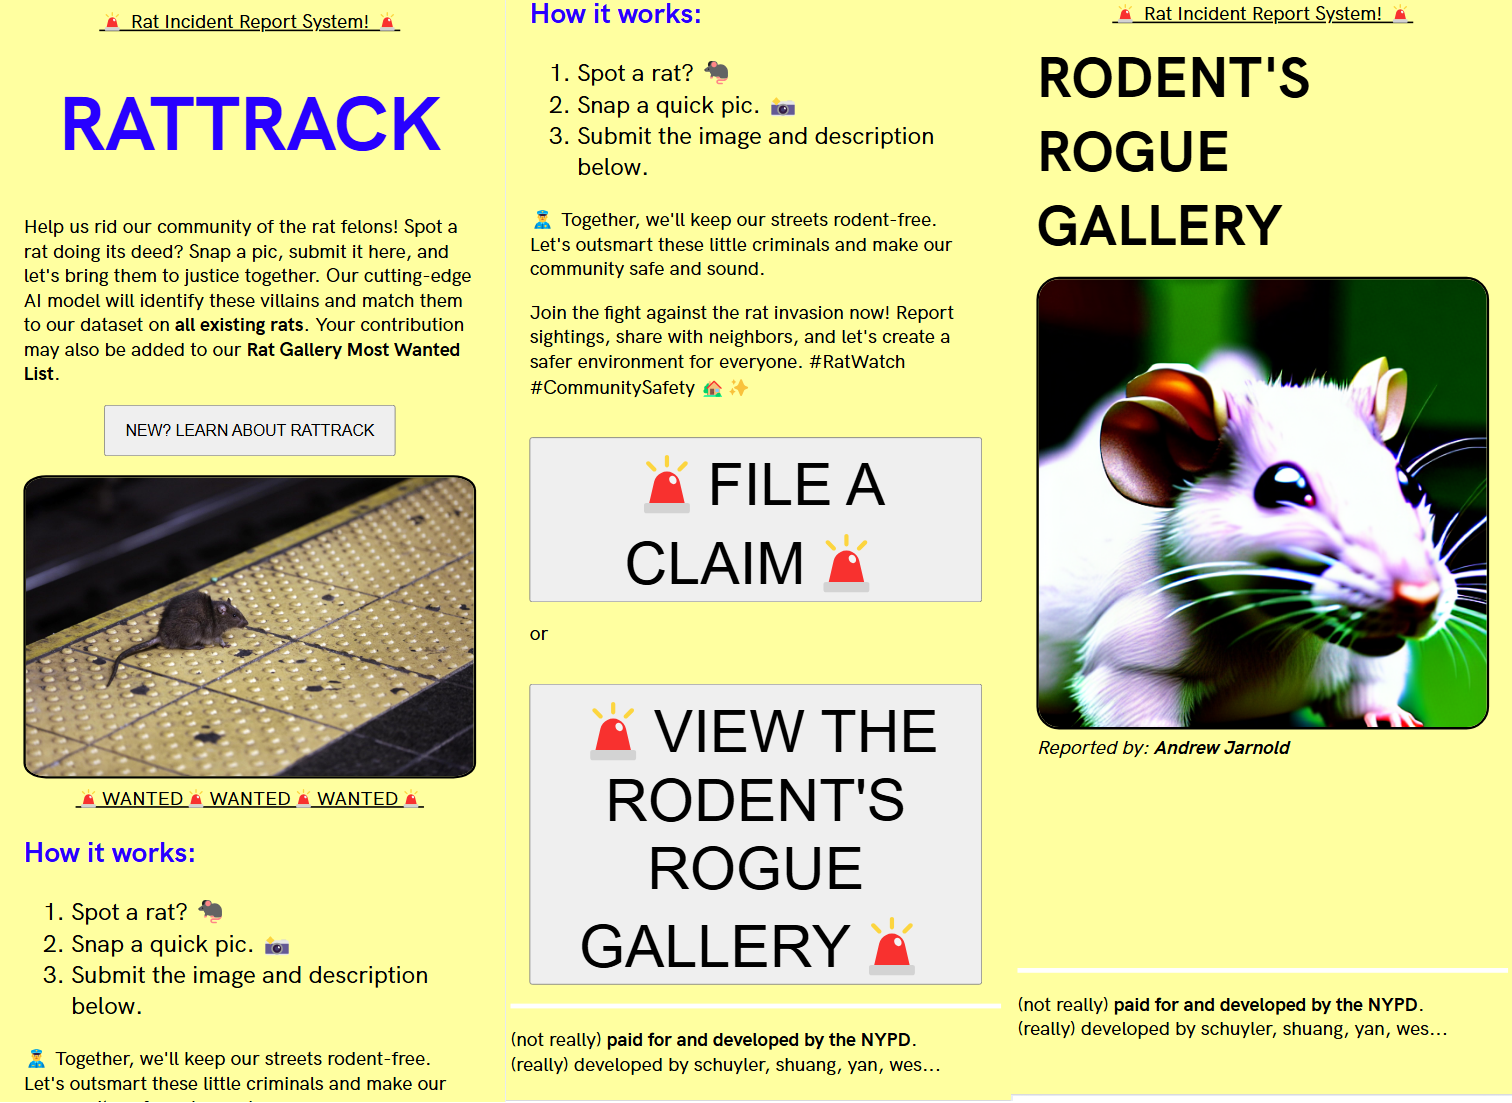 🚨 Rat Incident Report System! 🚨
RATTRACK
Help us rid our community of the rat felons! Spot a
rat doing its deed? Snap a pic, submit it here, and
let's bring them to justice together. Our cutting-edge
AI model will identify these villains and match them
to our dataset on all existing rats. Your contribution
may also be added to our Rat Gallery Most Wanted
List.
NEW? LEARN ABOUT RATTRACK
🚨 WANTED 🚨 WANTED 🚨 WANTED 🚨
How it works:
1. Spot a rat? 🐀
2. Snap a quick pic. 📸
3. Submit the image and description
below.
👮 Together, we'll keep our streets rodent-free.
Let's outsmart these little criminals and make our
How it works:
1. Spot a rat? 🐀
2. Snap a quick pic. 📸
3. Submit the image and description
below.
👮 Together, we'll keep our streets rodent-free.
Let's outsmart these little criminals and make our
community safe and sound.
Join the fight against the rat invasion now! Report
sightings, share with neighbors, and let's create a
safer environment for everyone. #RatWatch
#CommunitySafety 🏡 ✨
🚨 FILE A
CLAIM 🚨
or
🚨 VIEW THE
RODENT'S
ROGUE
GALLERY 🚨
(not really) paid for and developed by the NYPD.
(really) developed by schuyler, shuang, yan, wes...
🚨 Rat Incident Report System! 🚨
RODENT'S
ROGUE
GALLERY
Reported by: Andrew Jarnold
(not really) paid for and developed by the NYPD.
(really) developed by schuyler, shuang, yan, wes...